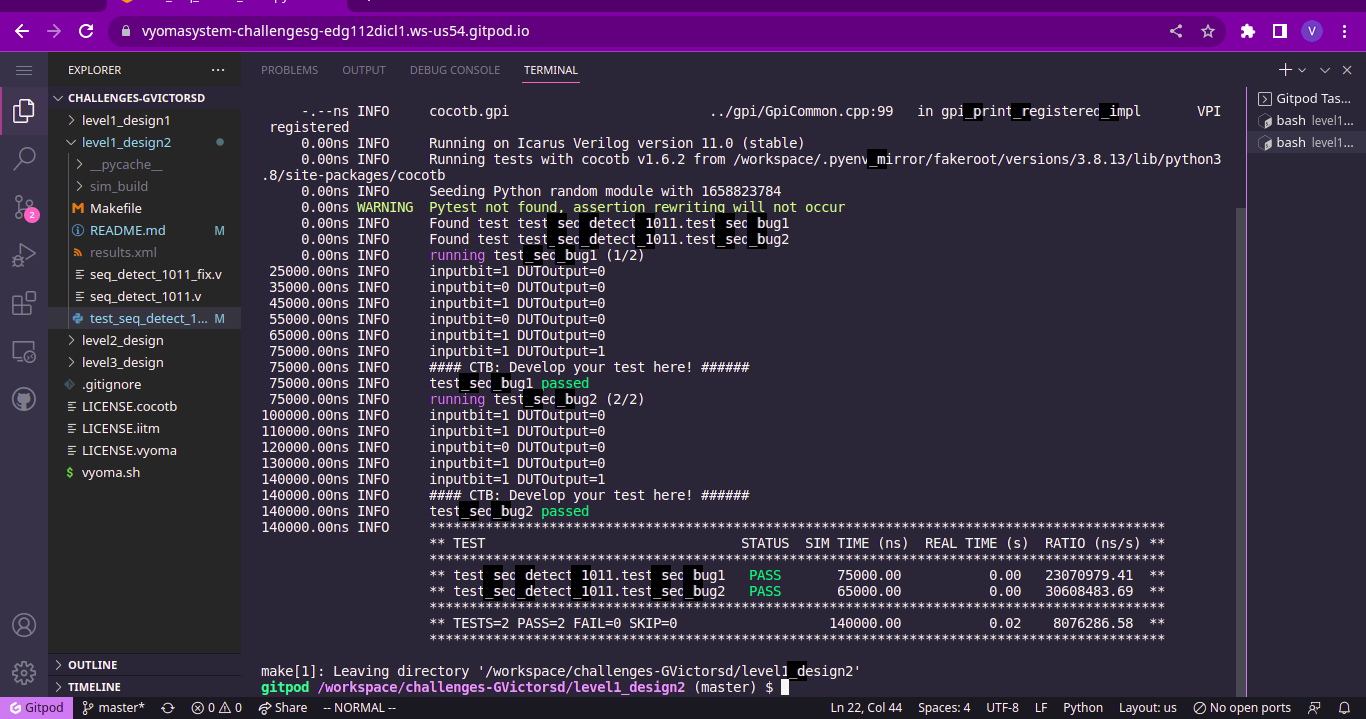 vyomasystem-challengesg-edg112dicl1.ws-us54.gitpod.io
V
EXPLORER
PROBLEMS OUTPUT DEBUG CONSOLE TERMINAL
CHALLENGES-GVICTORSD
level1_design1
level1_design2
__pycache__
sim_build
Makefile
README.md M
results.xml
seq_detect_1011_fix.v
seq_detect_1011.v
test_seq_detect_1... M
level2_design
level3_design
.gitignore
LICENSE.cocotb
LICENSE.iitm
LICENSE.vyoma
$ vyoma.sh
OUTLINE
TIMELINE
2
-.--ns INFO cocotb.gpi ../gpi/GpiCommon.cpp:99 in gpi_print_registered_impl VPI
registered
0.00ns INFO Running on Icarus Verilog version 11.0 (stable)
0.00ns INFO Running tests with cocotb v1.6.2 from /workspace/.pyenv_mirror/fakeroot/versions/3.8.13/lib/python3
.8/site-packages/cocotb
0.00ns INFO Seeding Python random module with 1658823784
0.00ns WARNING Pytest not found, assertion rewriting will not occur
0.00ns INFO Found test test_seq_detect_1011.test_seq_bug1
0.00ns INFO Found test test_seq_detect_1011.test_seq_bug2
0.00ns INFO running test_seq_bug1 (1/2)
25000.00ns INFO inputbit=1 DUTOutput=0
35000.00ns INFO inputbit=0 DUTOutput=0
45000.00ns INFO inputbit=1 DUTOutput=0
55000.00ns INFO inputbit=0 DUTOutput=0
65000.00ns INFO inputbit=1 DUTOutput=0
75000.00ns INFO inputbit=1 DUTOutput=1
75000.00ns INFO #### CTB: Develop your test here! ######
75000.00ns INFO test_seq_bug1 passed
75000.00ns INFO running test_seq_bug2 (2/2)
100000.00ns INFO inputbit=1 DUTOutput=0
110000.00ns INFO inputbit=1 DUTOutput=0
120000.00ns INFO inputbit=0 DUTOutput=0
130000.00ns INFO inputbit=1 DUTOutput=0
140000.00ns INFO inputbit=1 DUTOutput=1
140000.00ns INFO #### CTB: Develop your test here! ######
140000.00ns INFO test_seq_bug2 passed
140000.00ns INFO ********************************************************************************************
** TEST STATUS SIM TIME (ns) REAL TIME (s) RATIO (ns/s) **
********************************************************************************************
** test_seq_detect_1011.test_seq_bug1 PASS 75000.00 0.00 23070979.41 **
** test_seq_detect_1011.test_seq_bug2 PASS 65000.00 0.00 30608483.69 **
********************************************************************************************
** TESTS=2 PASS=2 FAIL=0 SKIP=0 140000.00 0.02 8076286.58 **
********************************************************************************************
make[1]: Leaving directory '/workspace/challenges-GVictorsd/level1_design2'
gitpod /workspace/challenges-GVictorsd/level1_design2 (master) $
Gitpod Tas...
bash level1...
bash level1...
Gitpod master* 0 0 Share -- NORMAL -- Ln 22, Col 44 Spaces: 4 UTF-8 LF Python Layout: us No open ports